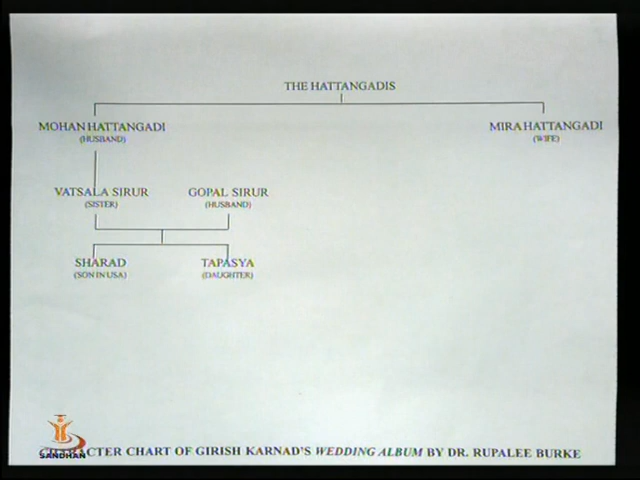 THE HATTANGADIS
MOHAN HATTANGADI
(HUSBAND)
MIRA HATTANGADI
(WIFE)
VATSALA SIRUR
(SISTER)
GOPAL SIRUR
(HUSBAND)
SHARAD
(SON IN USA)
TAPASYA
(DAUGHTER)
CHARACTER CHART OF GIRISH KARNAD'S WEDDING ALBUM BY DR. RUPALEE BURKE
SANDHAN